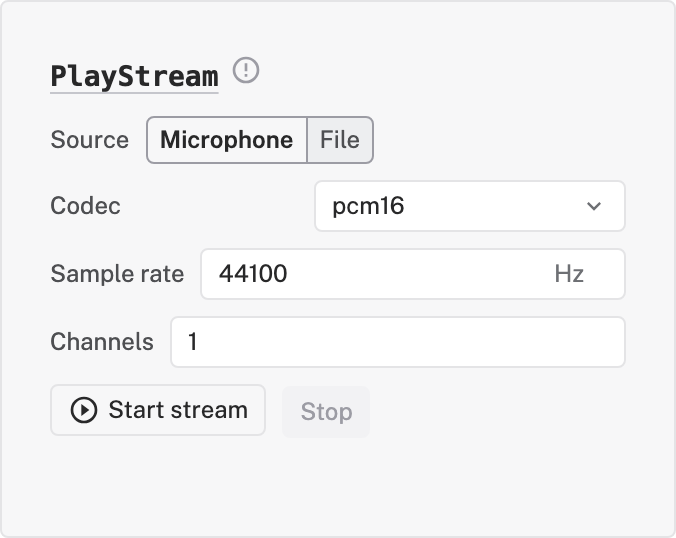 PlayStream
Source Microphone File
Codec pcm16
Sample rate 44100 Hz
Channels 1
Start stream Stop